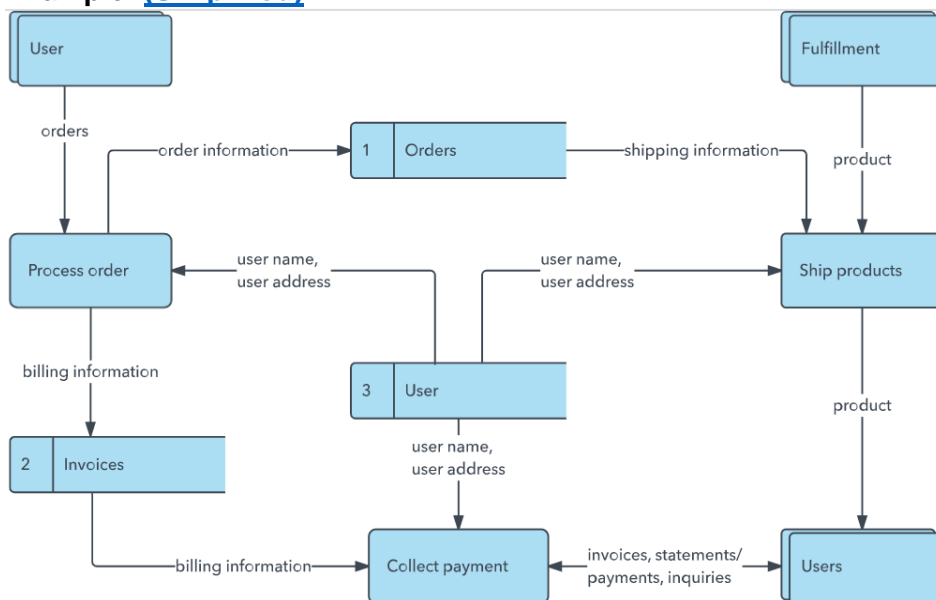 User
Fulfillment
orders
order information
1
Orders
shipping information
product
Process order
user name,
user address
user name,
user address
Ship products
billing information
3
User
product
2
Invoices
user name,
user address
billing information
Collect payment
invoices, statements/
payments, inquiries
Users